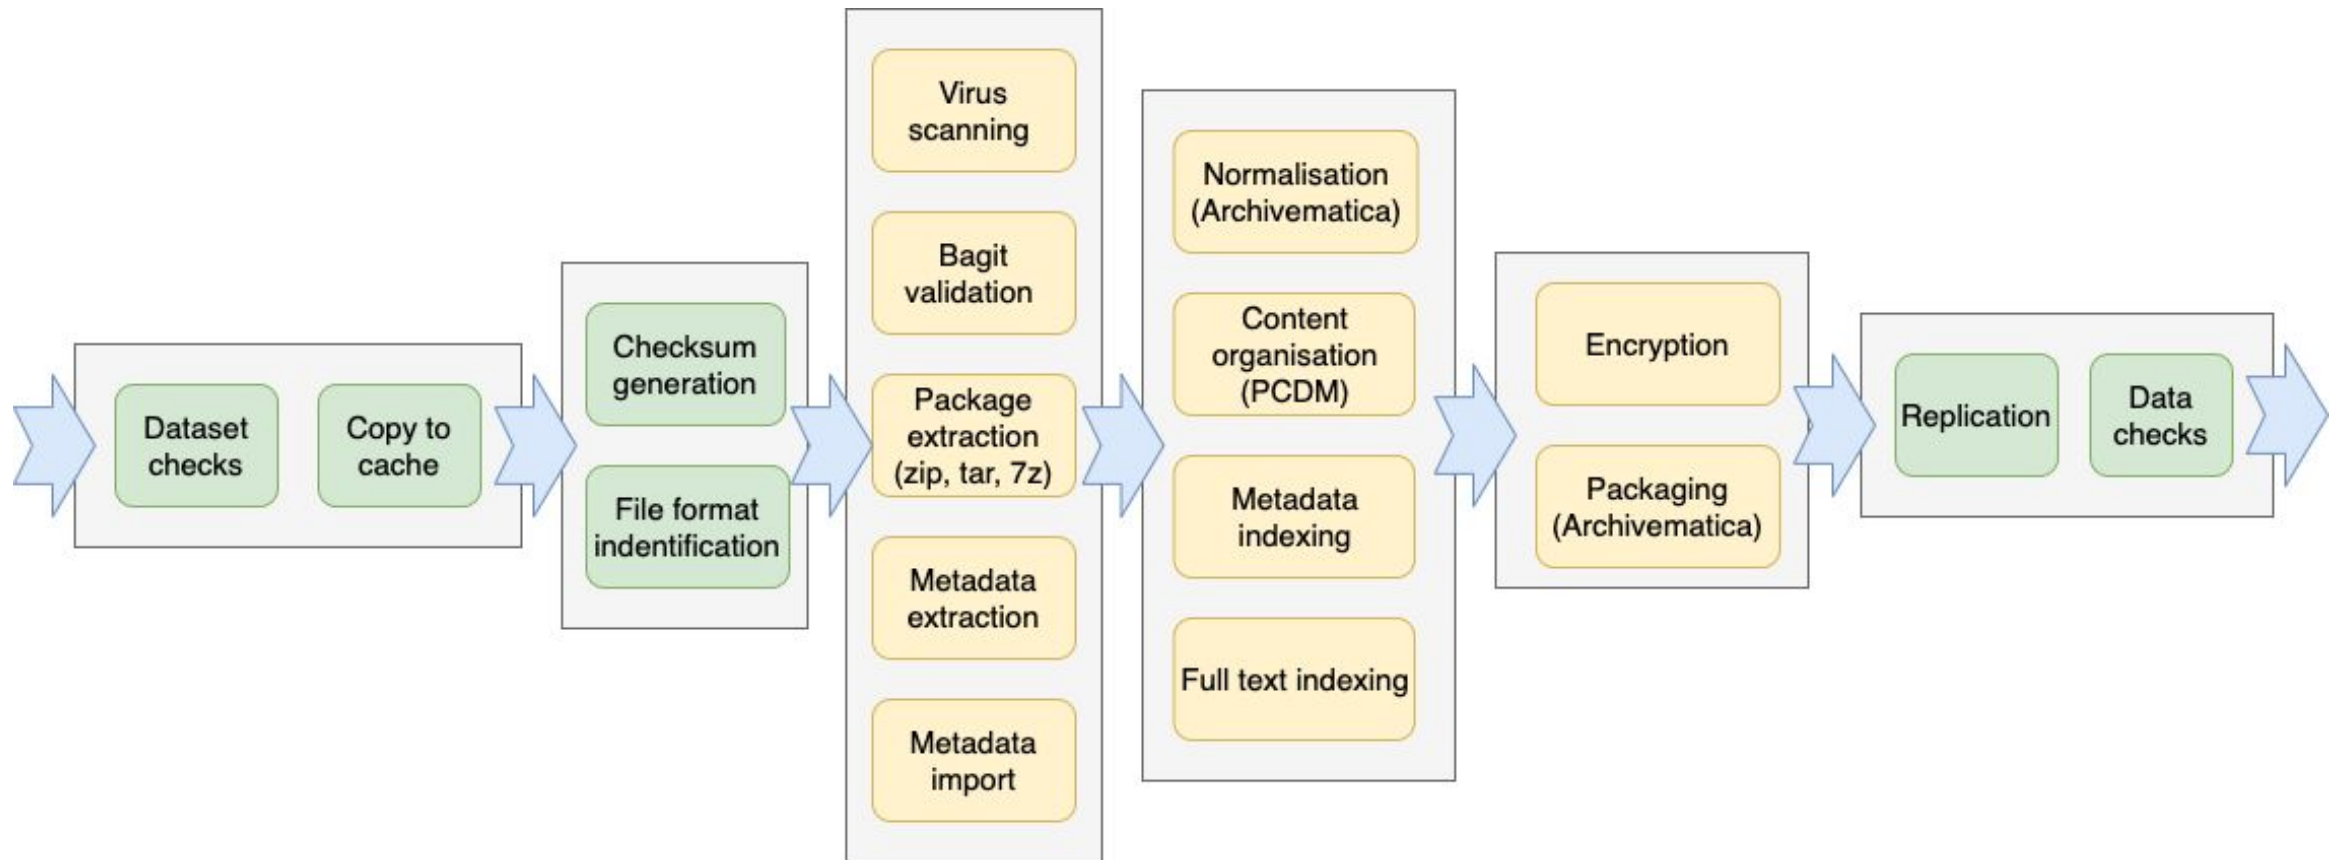 Dataset
checks
Copy to
cache
Checksum
generation
File format
indentification
Virus
scanning
Bagit
validation
Package
extraction
(zip, tar, 7z)
Metadata
extraction
Metadata
import
Normalisation
(Archivematica)
Content
organisation
(PCDM)
Metadata
indexing
Full text indexing
Encryption
Packaging
(Archivematica)
Replication
Data
checks